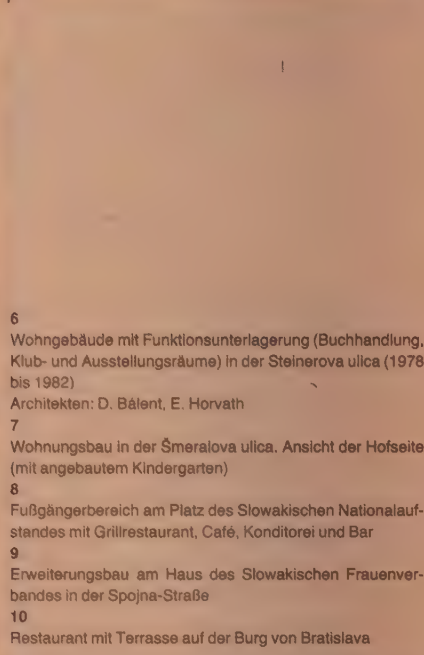 6
Wohngebäude mit Funktionsunterlagerung (Buchhandlung,
Klub- und Ausstellungsräume) in der Steinerova ulica (1978
bis 1982)
Architekten: D. Bálent, E. Horvath
7
Wohnungsbau in der Šmeralova ulica. Ansicht der Hofseite
(mit angebautem Kindergarten)
8
Fußgängerbereich am Platz des Slowakischen Nationalauf-
standes mit Grillrestaurant, Café, Konditorei und Bar
9
Erweiterungsbau am Haus des Slowakischen Frauenver-
bandes in der Spojna-Straße
10
Restaurant mit Terrasse auf der Burg von Bratislava